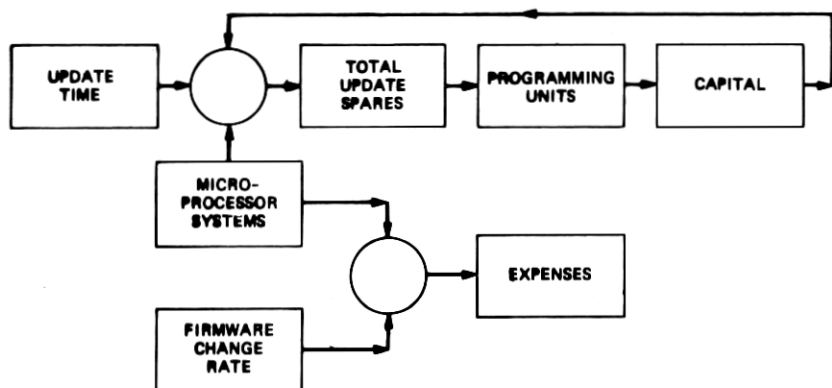 UPDATE
TIME
TOTAL
UPDATE
SPARES
PROGRAMMING
UNITS
CAPITAL
MICRO-
PROCESSOR
SYSTEMS
EXPENSES
FIRMWARE
CHANGE
RATE